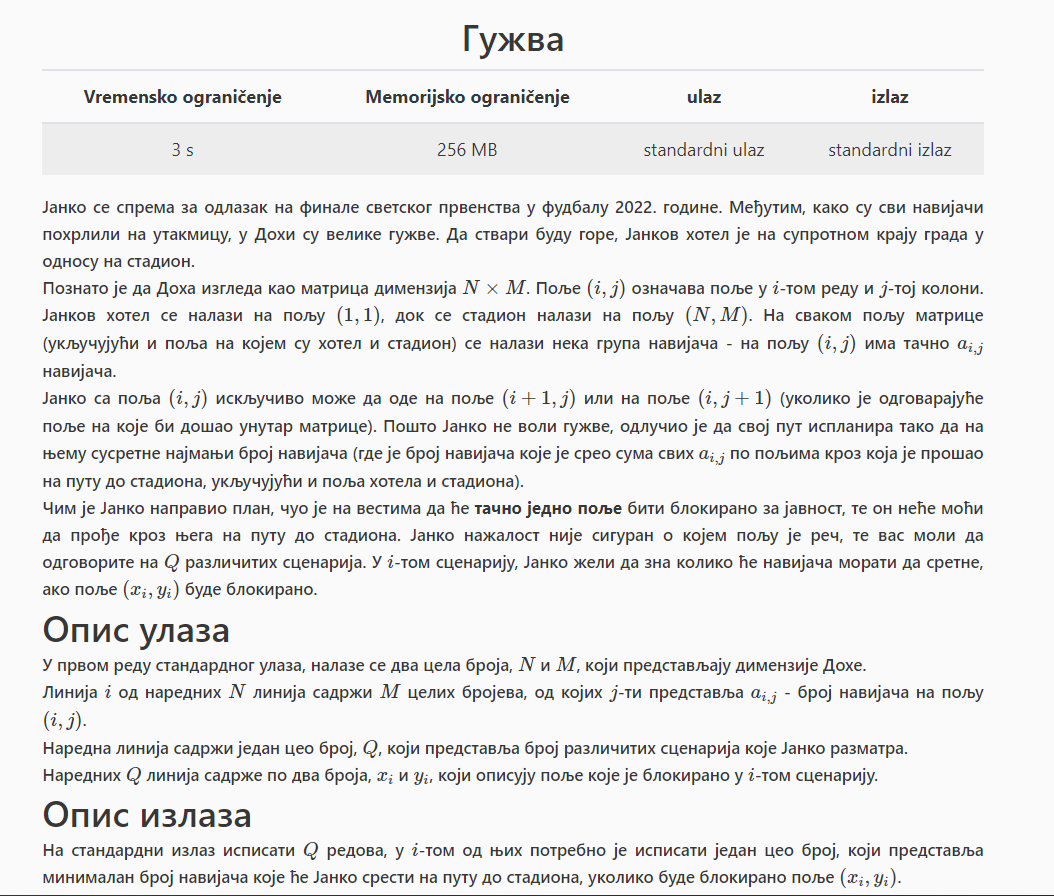 Гужва
Vremensko ograničenje Memorijsko ograničenje ulaz izlaz
3 s 256 MB standardni ulaz standardni izlaz
Јанко се спрема за одлазак на финале светског првенства у фудбалу 2022. године. Међутим, како су сви навијачи
похрлили на утакмицу, у Дохи су велике гужве. Да ствари буду горе, Јанков хотел је на супротном крају града у
односу на стадион.
Познато је да Доха изгледа као матрица димензија N × M. Поље (i, j) означава поље у i-том реду и j-тој колони.
Јанков хотел се налази на пољу (1, 1), док се стадион налази на пољу (N, M). На сваком пољу матрице
(укључујући и поља на којем су хотел и стадион) се налази нека група навијача - на пољу (i, j) има тачно a_{i,j}
навијача.
Јанко са поља (i, j) искључиво може да оде на поље (i + 1, j) или на поље (i, j + 1) (уколико је одговарајуће
поље на које би дошао унутар матрице). Пошто Јанко не воли гужве, одлучио је да свој пут испланира тако да на
њему сусретне најмањи број навијача (где је број навијача које је срео сума свих a_{i,j} по пољима кроз која је прошао
на путу до стадиона, укључујући и поља хотела и стадиона).
Чим је Јанко направио план, чуо је на вестима да ће тачно једно поље бити блокирано за јавност, те он неће моћи
да прође кроз њега на путу до стадиона. Јанко нажалост није сигуран о којем пољу је реч, те вас моли да
одговорите на Q различитих сценарија. У i-том сценарију, Јанко жели да зна колико ће навијача морати да сретне,
ако поље (x_i, y_i) буде блокирано.
Опис улаза
У првом реду стандардног улаза, налазе се два цела броја, N и M, који представљају димензије Дохе.
Линија i од наредних N линија садржи M целих бројева, од којих j-ти представља a_{i,j} - број навијача на пољу
(i, j).
Наредна линија садржи један цео број, Q, који представља број различитих сценарија које Јанко разматра.
Наредних Q линија садрже по два броја, x_i и y_i, који описују поље које је блокирано у i-том сценарију.
Опис излаза
На стандардни излаз исписати Q редова, у i-том од њих потребно је исписати један цео број, који представља
минималан број навијача које ће Јанко срести на путу до стадиона, уколико буде блокирано поље (x_i, y_i).